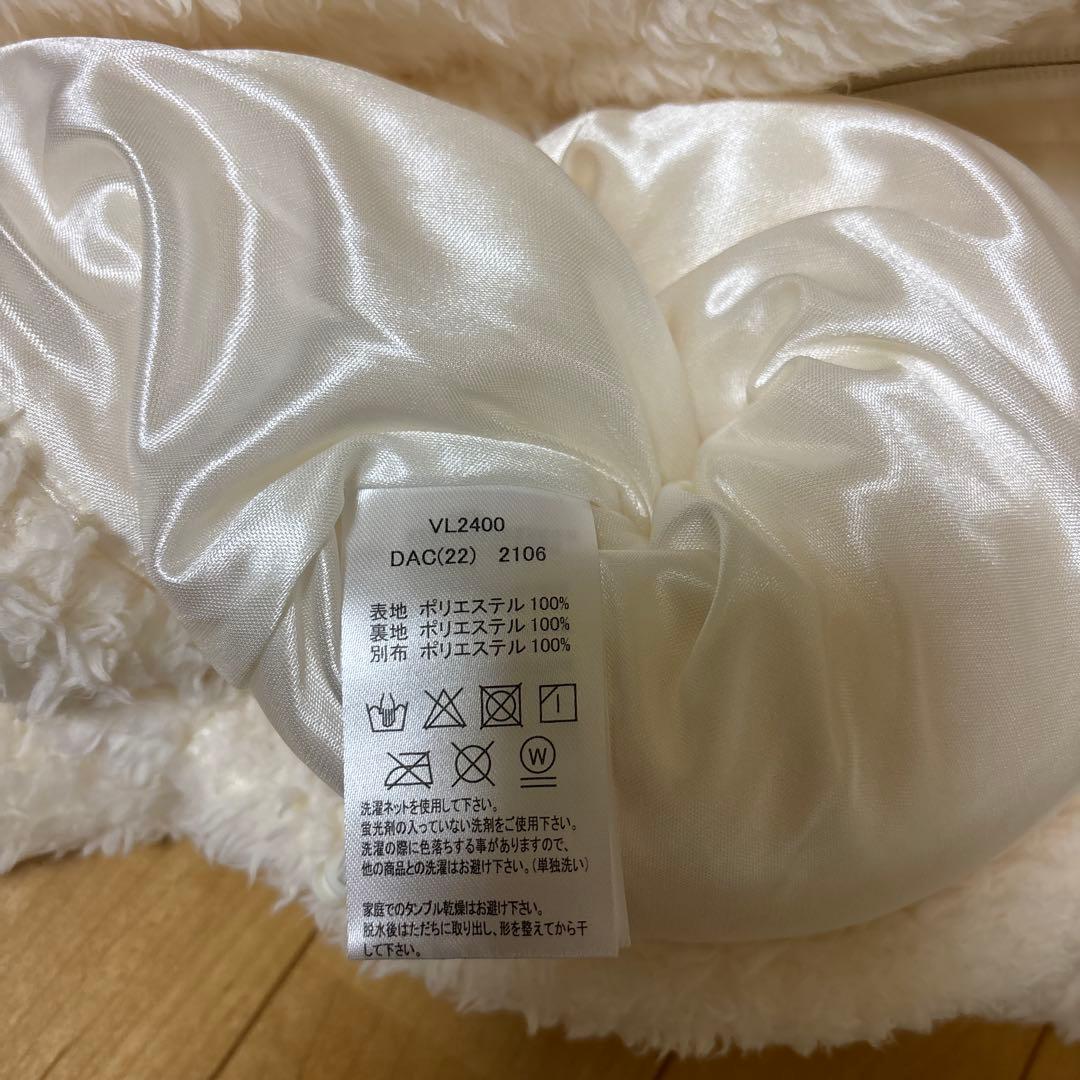 VL2400
DAC(22) 2106
表地 ポリエステル 100%
裏地 ポリエステル 100%
別布 ポリエステル 100%
W
洗濯ネットを使用して下さい。
蛍光剤の入っていない洗剤をご使用下さい。
洗濯の際に色落ちする事がありますので、
他の商品との洗濯はお避け下さい。(単独洗い)
家庭でのタンブル乾燥はお避け下さい。
脱水後はただちに取り出し、形を整えてから干
して下さい。